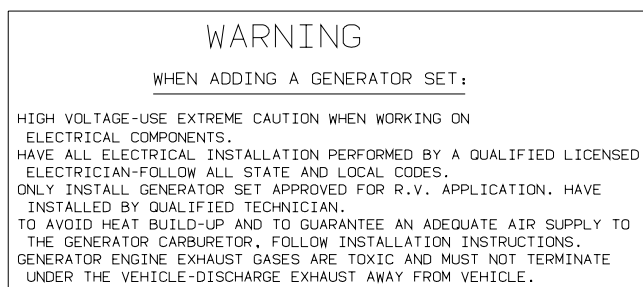 WARNING
WHEN ADDING A GENERATOR SET:
HIGH VOLTAGE-USE EXTREME CAUTION WHEN WORKING ON
ELECTRICAL COMPONENTS.
HAVE ALL ELECTRICAL INSTALLATION PERFORMED BY A QUALIFIED LICENSED
ELECTRICIAN-FOLLOW ALL STATE AND LOCAL CODES.
ONLY INSTALL GENERATOR SET APPROVED FOR R.V. APPLICATION. HAVE
INSTALLED BY QUALIFIED TECHNICIAN.
TO AVOID HEAT BUILD-UP AND TO GUARANTEE AN ADEQUATE AIR SUPPLY TO
THE GENERATOR CARBURETOR, FOLLOW INSTALLATION INSTRUCTIONS.
GENERATOR ENGINE EXHAUST GASES ARE TOXIC AND MUST NOT TERMINATE
UNDER THE VEHICLE-DISCHARGE EXHAUST AWAY FROM VEHICLE.